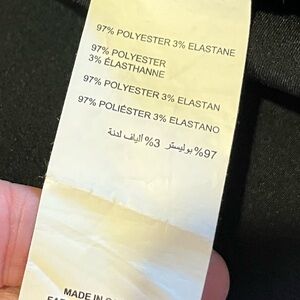 97% POLYESTER 3% ELASTANE
97% POLYESTER
3% ÉLASTHANNE
97% POLYESTER 3% ELASTAN
97% POLIÉSTER 3% ELASTANO
97% بوليستر 3% ألياف لدنة
MADE IN